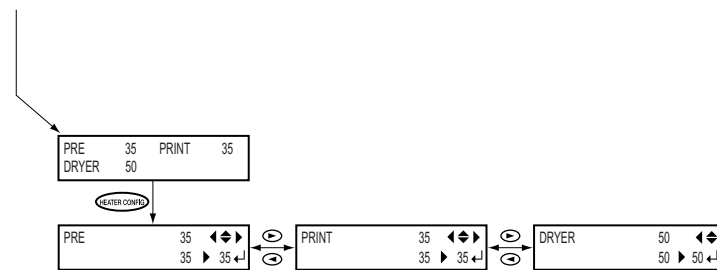 PRE 35 PRINT 35
DRYER 50
HEATER CONFIG
PRE 35 ◀◆▶
35 ▶ 35 ↵
PRINT 35 ◀◆▶
35 ▶ 35 ↵
DRYER 50 ◀◆
50 ▶ 50 ↵